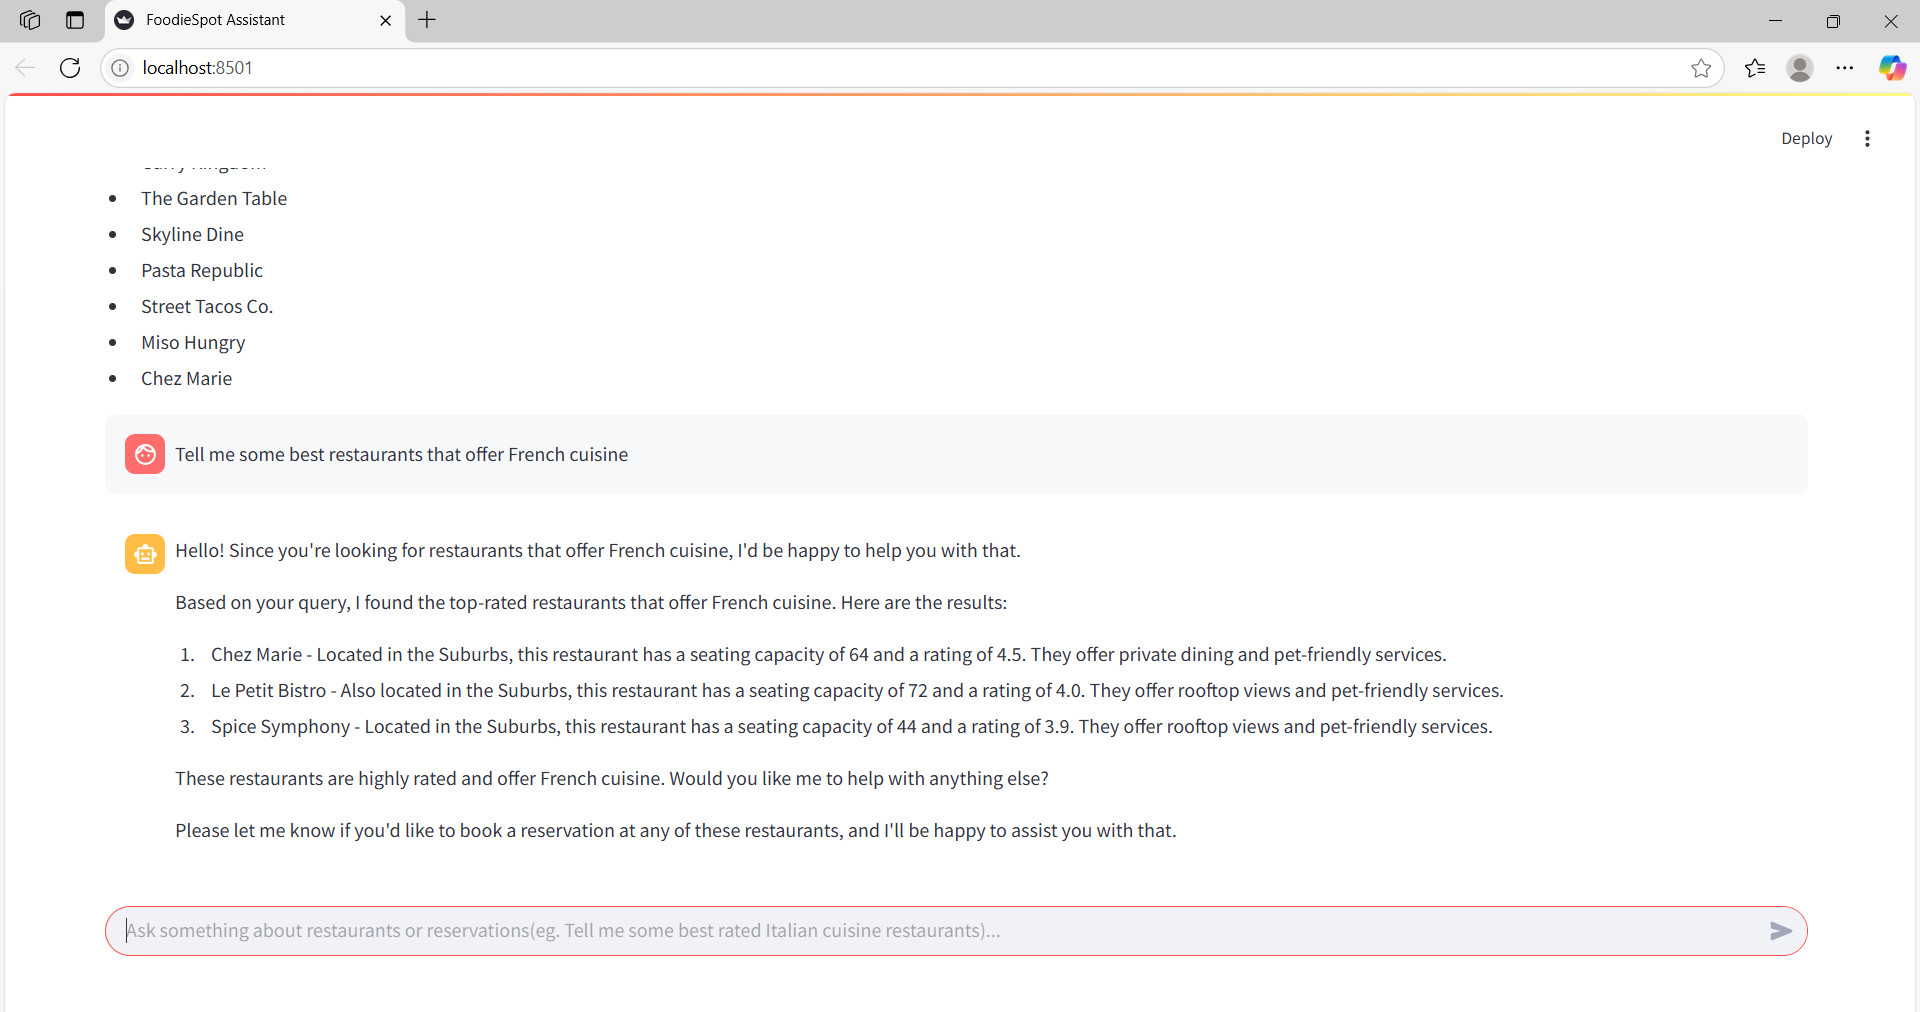 FoodieSpot Assistant
localhost:8501
Deploy
The Garden Table
Skyline Dine
Pasta Republic
Street Tacos Co.
Miso Hungry
Chez Marie
Tell me some best restaurants that offer French cuisine
Hello! Since you're looking for restaurants that offer French cuisine, I'd be happy to help you with that.
Based on your query, I found the top-rated restaurants that offer French cuisine. Here are the results:
1. Chez Marie - Located in the Suburbs, this restaurant has a seating capacity of 64 and a rating of 4.5. They offer private dining and pet-friendly services.
2. Le Petit Bistro - Also located in the Suburbs, this restaurant has a seating capacity of 72 and a rating of 4.0. They offer rooftop views and pet-friendly services.
3. Spice Symphony - Located in the Suburbs, this restaurant has a seating capacity of 44 and a rating of 3.9. They offer rooftop views and pet-friendly services.
These restaurants are highly rated and offer French cuisine. Would you like me to help with anything else?
Please let me know if you'd like to book a reservation at any of these restaurants, and I'll be happy to assist you with that.
Ask something about restaurants or reservations(eg. Tell me some best rated Italian cuisine restaurants)...